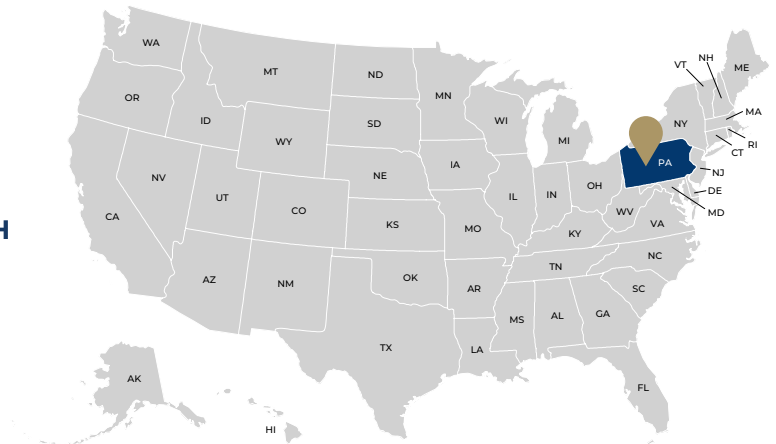 WA
MT
ND
MN
VT
NH
ME
OR
ID
SD
WI
MI
NY
MA
RI
CT
WY
IA
NE
PA
NJ
NV
UT
CO
IL
IN
OH
DE
MD
WV
VA
CA
KS
MO
KY
H
NC
TN
AZ
NM
OK
AR
SC
MS
AL
GA
TX
LA
AK
FL
HI